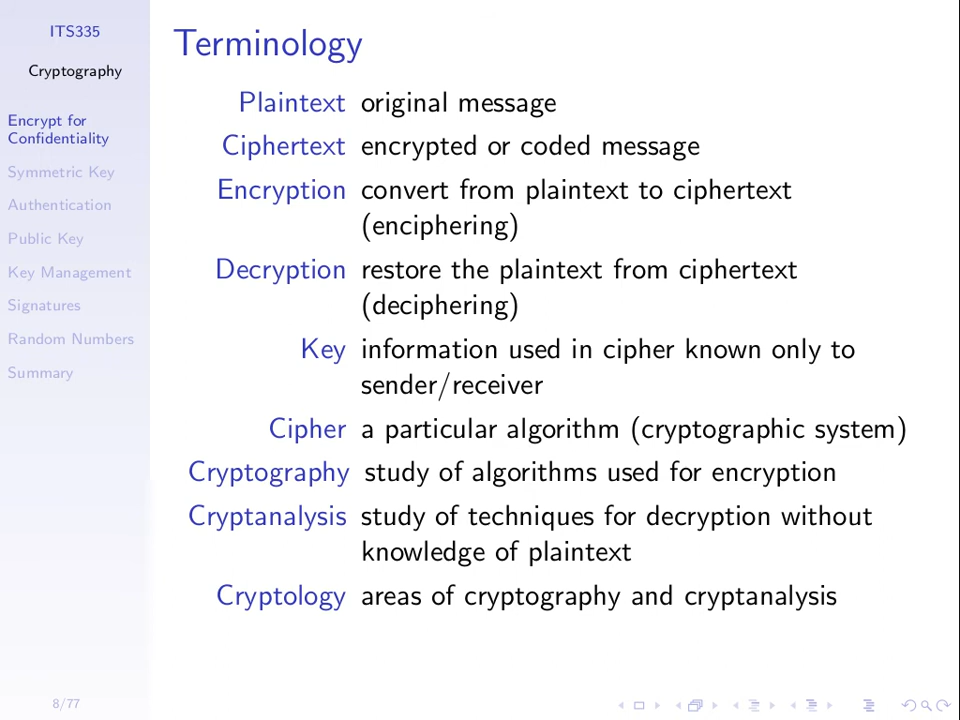 ITS335
Cryptography
Encrypt for
Confidentiality
Symmetric Key
Authentication
Public Key
Key Management
Signatures
Random Numbers
Summary
8/77
Terminology
Plaintext original message
Ciphertext encrypted or coded message
Encryption convert from plaintext to ciphertext
(enciphering)
Decryption restore the plaintext from ciphertext
(deciphering)
Key information used in cipher known only to
sender/receiver
Cipher a particular algorithm (cryptographic system)
Cryptography study of algorithms used for encryption
Cryptanalysis study of techniques for decryption without
knowledge of plaintext
Cryptology areas of cryptography and cryptanalysis